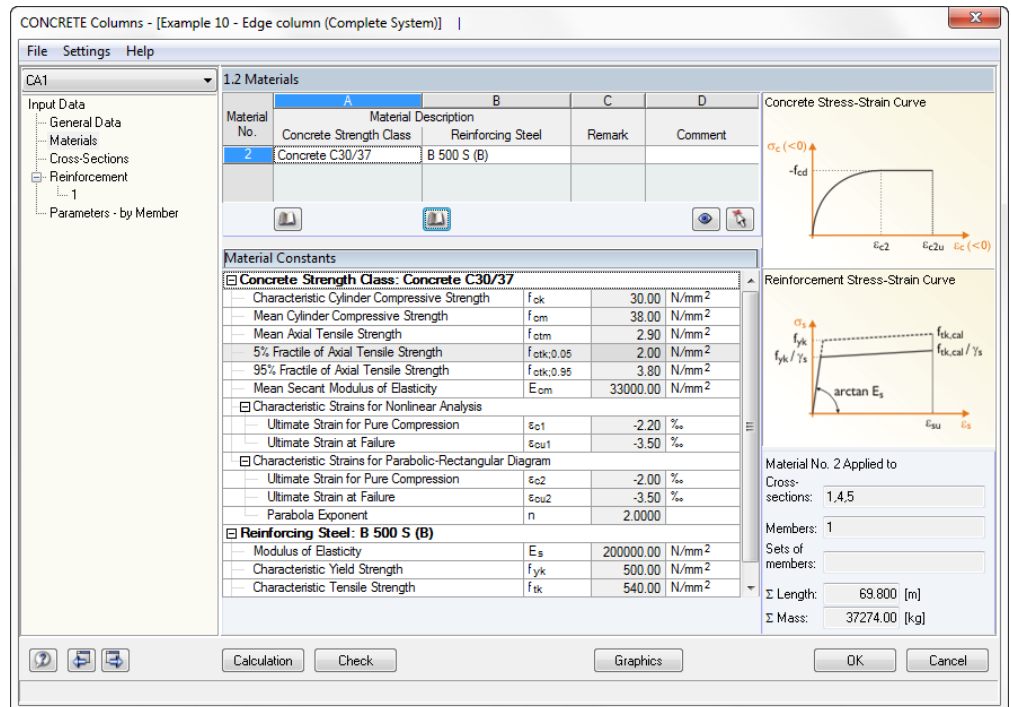 CONCRETE Columns - [Example 10 - Edge column (Complete System)] |
File Settings Help
CA1
Input Data
General Data
Materials
Cross-Sections
Reinforcement
1
Parameters - by Member
1.2 Materials
A B C D
Material No. Material Description
Concrete Strength Class Reinforcing Steel Remark Comment
2 Concrete C30/37 B 500 S (B)
Material Constants
Concrete Strength Class: Concrete C30/37
Characteristic Cylinder Compressive Strength fck 30.00 N/mm2
Mean Cylinder Compressive Strength fcm 38.00 N/mm2
Mean Axial Tensile Strength fctm 2.90 N/mm2
5% Fractile of Axial Tensile Strength fctk;0.05 2.00 N/mm2
95% Fractile of Axial Tensile Strength fctk;0.95 3.80 N/mm2
Mean Secant Modulus of Elasticity Ecm 33000.00 N/mm2
Characteristic Strains for Nonlinear Analysis
Ultimate Strain for Pure Compression εc1 -2.20 ‰
Ultimate Strain at Failure εcu1 -3.50 ‰
Characteristic Strains for Parabolic-Rectangular Diagram
Ultimate Strain for Pure Compression εc2 -2.00 ‰
Ultimate Strain at Failure εcu2 -3.50 ‰
Parabola Exponent n 2.0000
Reinforcing Steel: B 500 S (B)
Modulus of Elasticity Es 200000.00 N/mm2
Characteristic Yield Strength fyk 500.00 N/mm2
Characteristic Tensile Strength ftk 540.00 N/mm2
Concrete Stress-Strain Curve
σc (<0)
-fcd
εc2 εc2u εc (<0)
Reinforcement Stress-Strain Curve
σs
fyk
ftk,cal
fyk / γs
ftk,cal / γs
arctan Es
εsu εs
Material No. 2 Applied to
Cross-
sections: 1,4,5
Members: 1
Sets of
members:
Σ Length: 69.800 [m]
Σ Mass: 37274.00 [kg]
Calculation Check Graphics OK Cancel